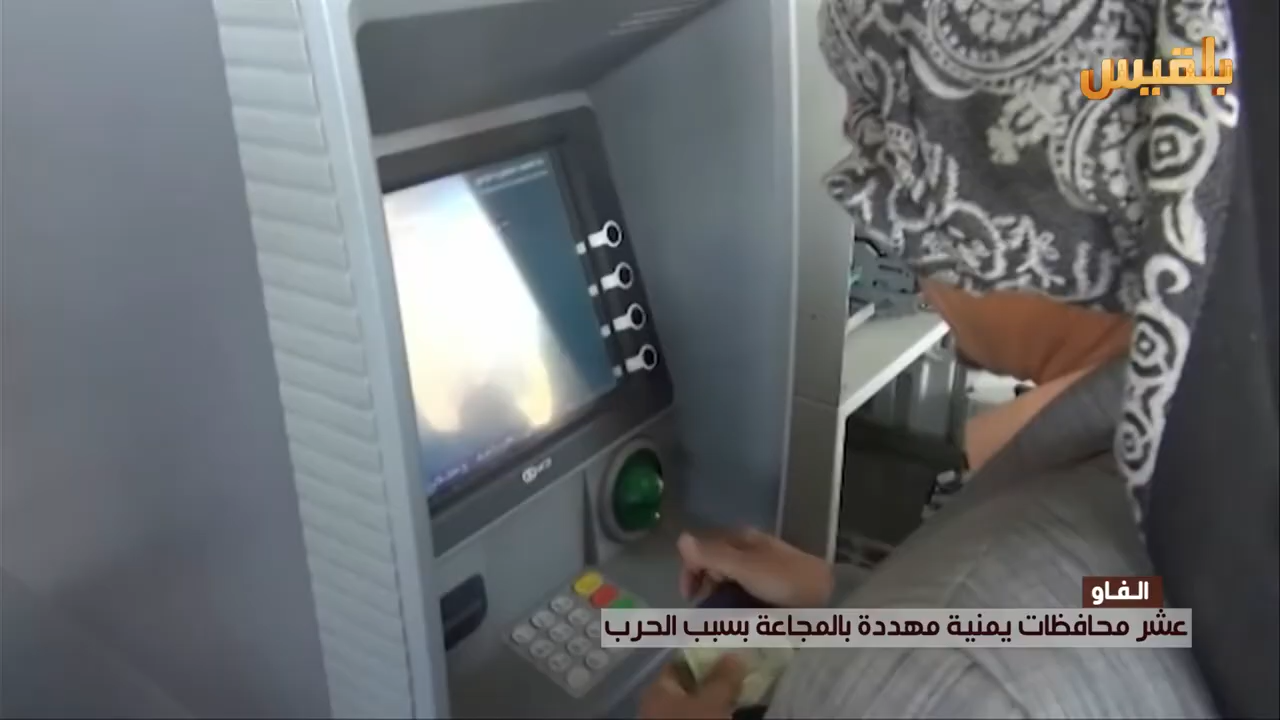 بلقيس
الفاو
عشر محافظات يمنية مهددة بالمجاعة بسبب الحرب